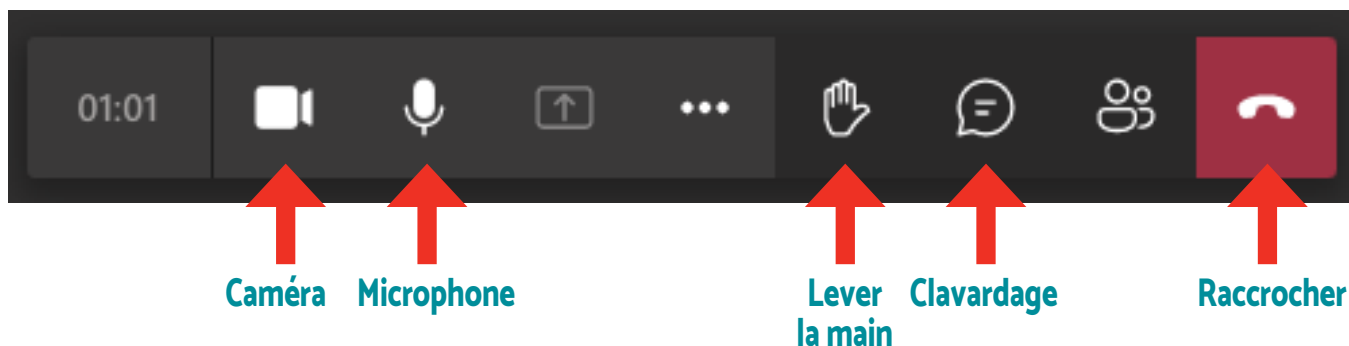 01:01
Caméra
Microphone
Lever
la main
Clavardage
Raccrocher